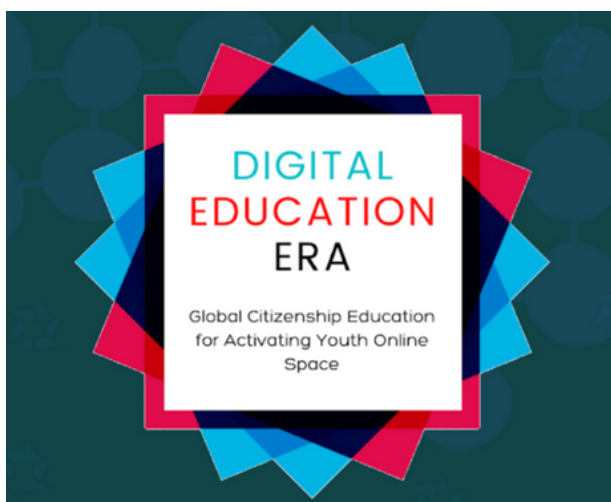 DIGITAL
EDUCATION
ERA
Global Citizenship Education
for Activating Youth Online
Space